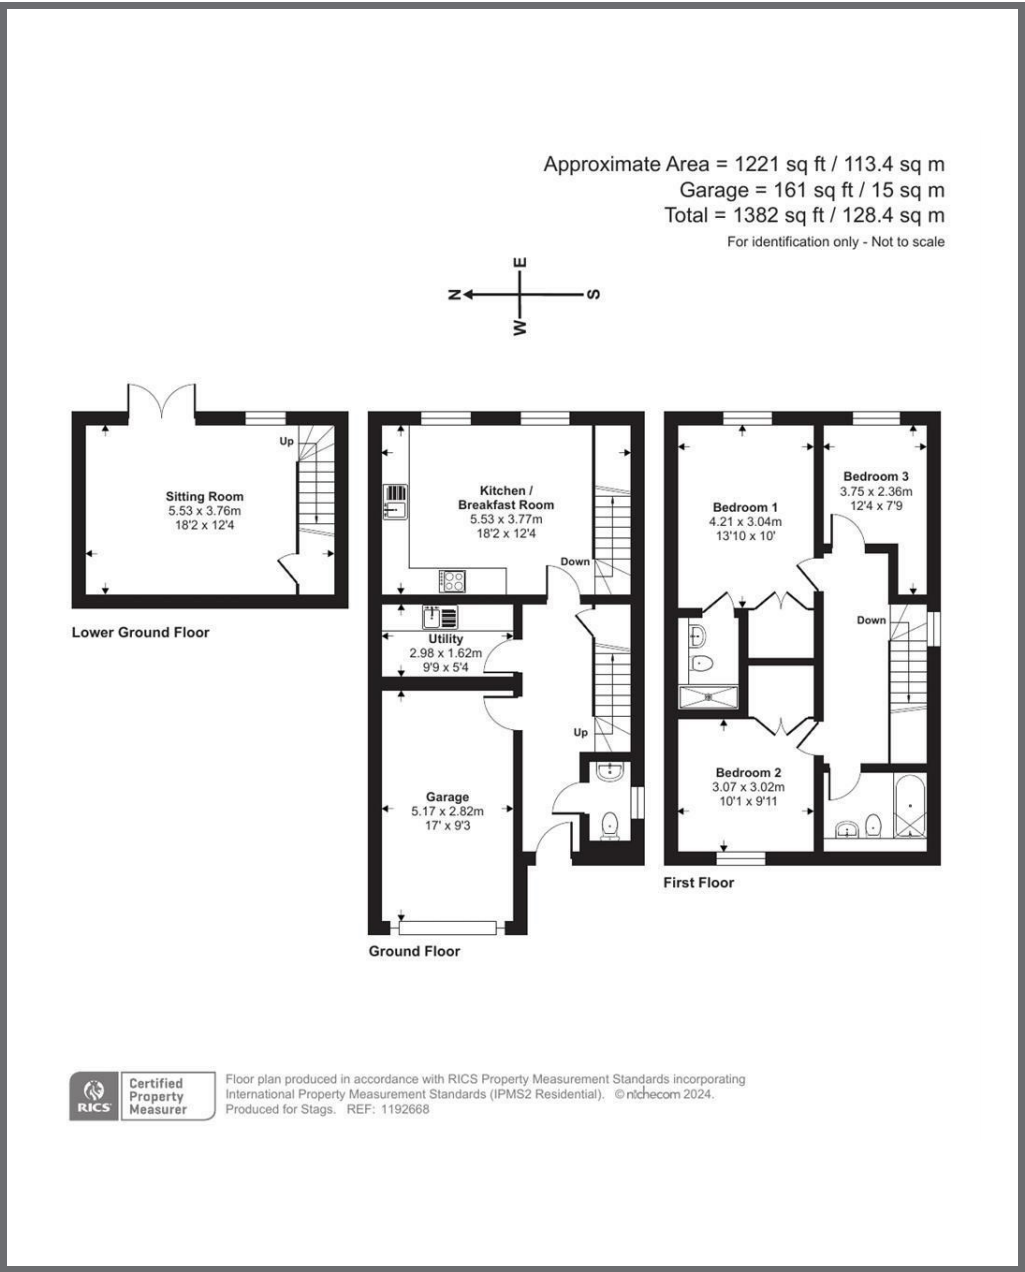 Approximate Area = 1221 sq ft / 113.4 sq m
Garage = 161 sq ft / 15 sq m
Total = 1382 sq ft / 128.4 sq m
For identification only - Not to scale
E
N
S
W
Up
Sitting Room
5.53 x 3.76m
18'2 x 12'4
Lower Ground Floor
Kitchen /
Breakfast Room
5.53 x 3.77m
18'2 x 12'4
Down
Utility
2.98 x 1.62m
9'9 x 5'4
Up
Garage
5.17 x 2.82m
17' x 9'3
Ground Floor
Bedroom 1
4.21 x 3.04m
13'10 x 10'
Bedroom 3
3.75 x 2.36m
12'4 x 7'9
Down
Bedroom 2
3.07 x 3.02m
10'1 x 9'11
First Floor
RICS
Certified
Property
Measurer
Floor plan produced in accordance with RICS Property Measurement Standards incorporating
International Property Measurement Standards (IPMS2 Residential). © nichecom 2024.
Produced for Stags. REF: 1192668